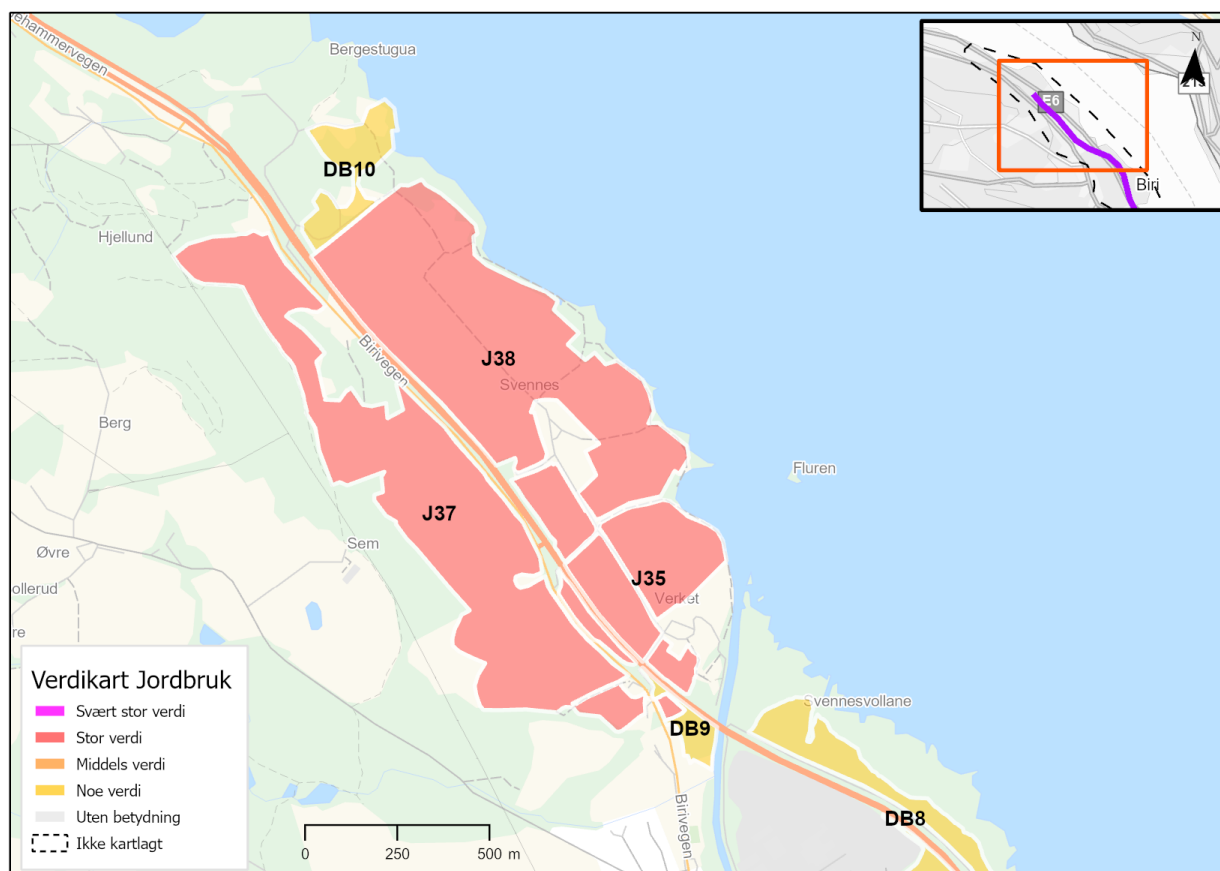 ehammervegen
Bergestugua
N
213
E6
Biri
DB10
Hjellund
Birivegen
J38
Svennes
Berg
Fluren
J37
Sem
Øvre
ollerud
J35
Verket
re
Verdikart Jordbruk
Svært stor verdi
Stor verdi
Middels verdi
Noe verdi
Uten betydning
Ikke kartlagt
Svennesvollane
DB9
Birivegen
DB8
0 250 500 m